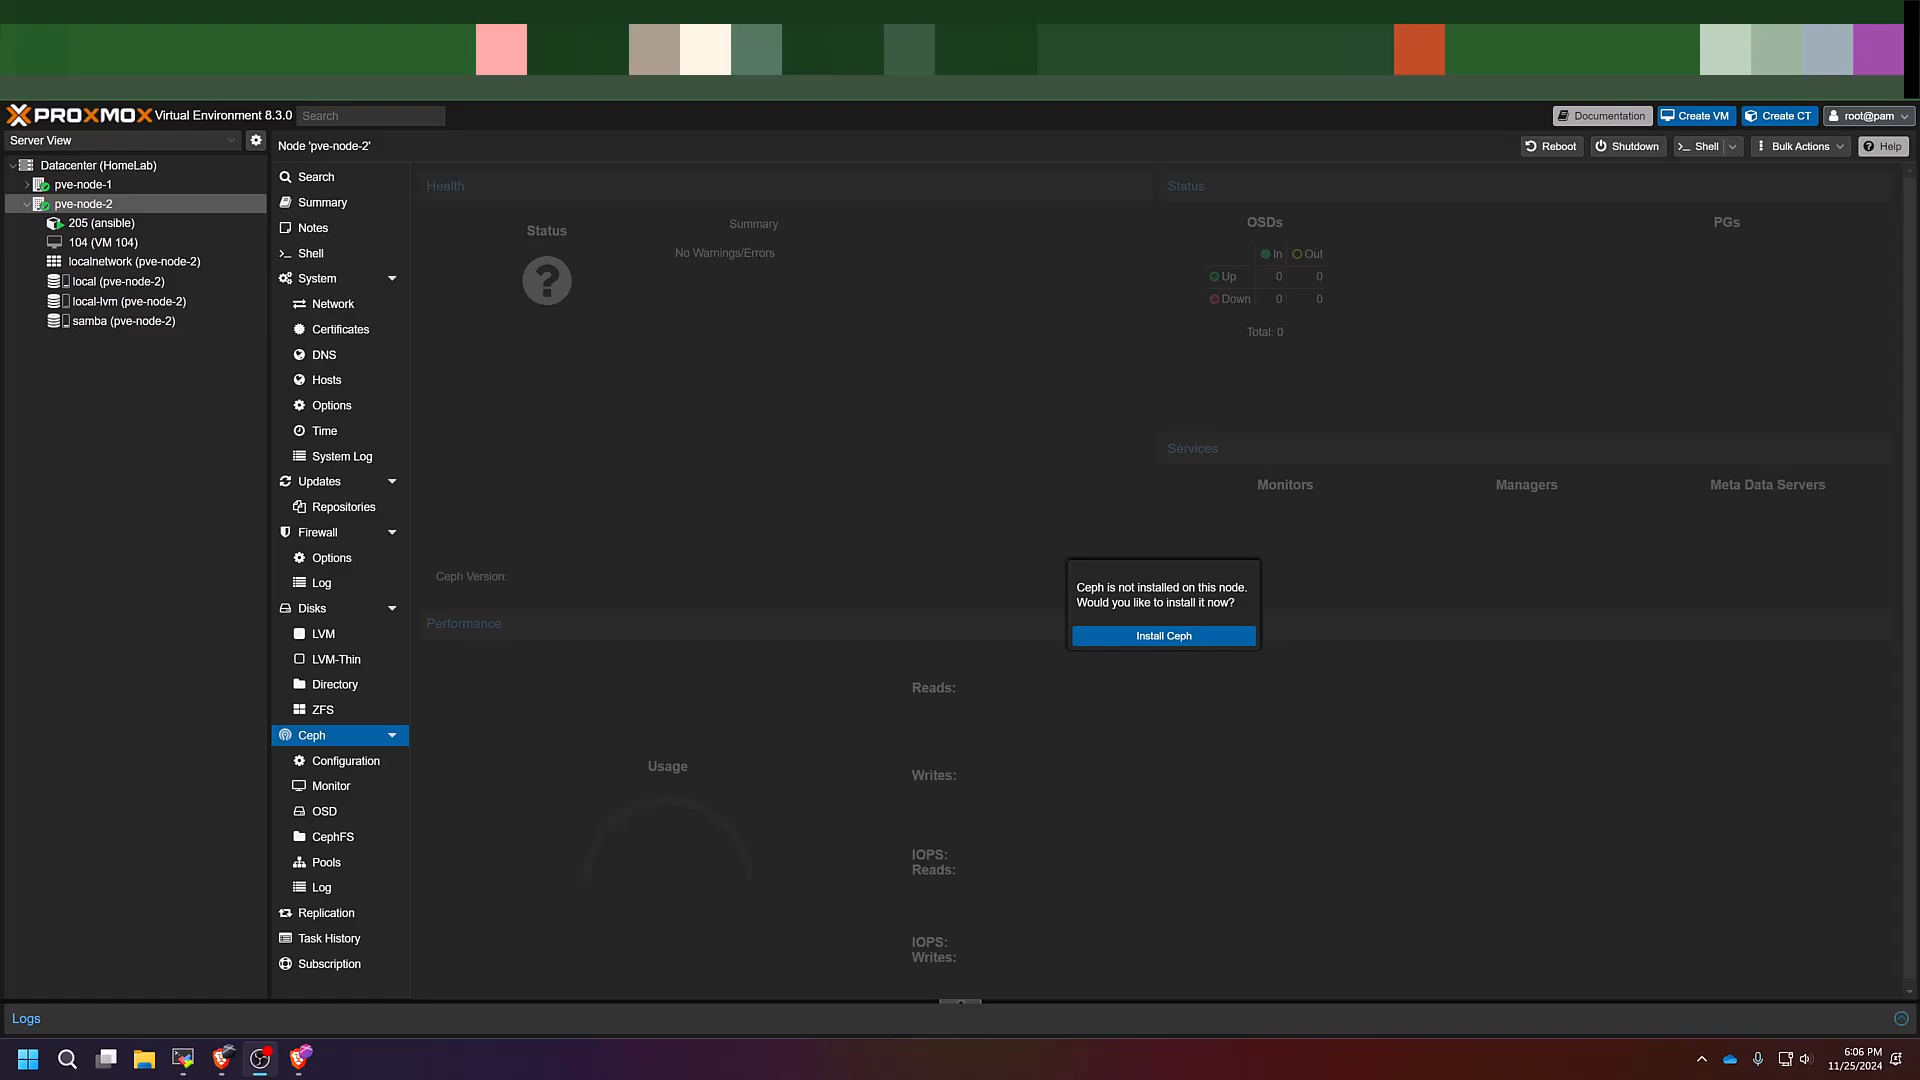 PROXMOX Virtual Environment 8.3.0 Search
Documentation Create VM Create CT root@pam
Server View
Node 'pve-node-2'
Reboot Shutdown Shell Bulk Actions Help
Datacenter (HomeLab)
pve-node-1
pve-node-2
205 (ansible)
104 (VM 104)
localnetwork (pve-node-2)
local (pve-node-2)
local-lvm (pve-node-2)
samba (pve-node-2)
Search
Summary
Notes
Shell
System
Network
Certificates
DNS
Hosts
Options
Time
System Log
Updates
Repositories
Firewall
Options
Log
Disks
LVM
LVM-Thin
Directory
ZFS
Ceph
Configuration
Monitor
OSD
CephFS
Pools
Log
Replication
Task History
Subscription
Health
Status
Summary
No Warnings/Errors
Ceph Version:
Status
OSDs
PGs
In Out
Up 0 0
Down 0 0
Total: 0
Services
Monitors
Managers
Meta Data Servers
Ceph is not installed on this node.
Would you like to install it now?
Install Ceph
Performance
Usage
Reads:
Writes:
IOPS:
Reads:
IOPS:
Writes:
Logs
6:06 PM
11/25/2024